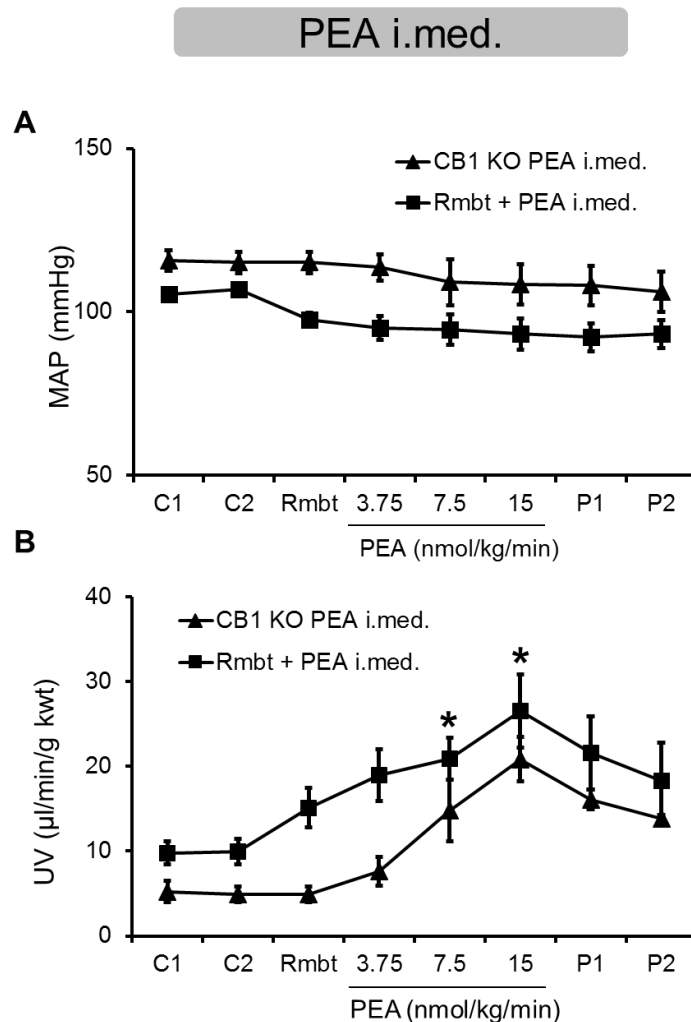 PEA i.med.
A
150
100
50
MAP (mmHg)
CB1 KO PEA i.med.
Rmbt + PEA i.med.
C1 C2 Rmbt 3.75 7.5 15 P1 P2
PEA (nmol/kg/min)
B
40
30
20
10
0
UV (µl/min/g kwt)
CB1 KO PEA i.med.
Rmbt + PEA i.med.
*
*
C1 C2 Rmbt 3.75 7.5 15 P1 P2
PEA (nmol/kg/min)